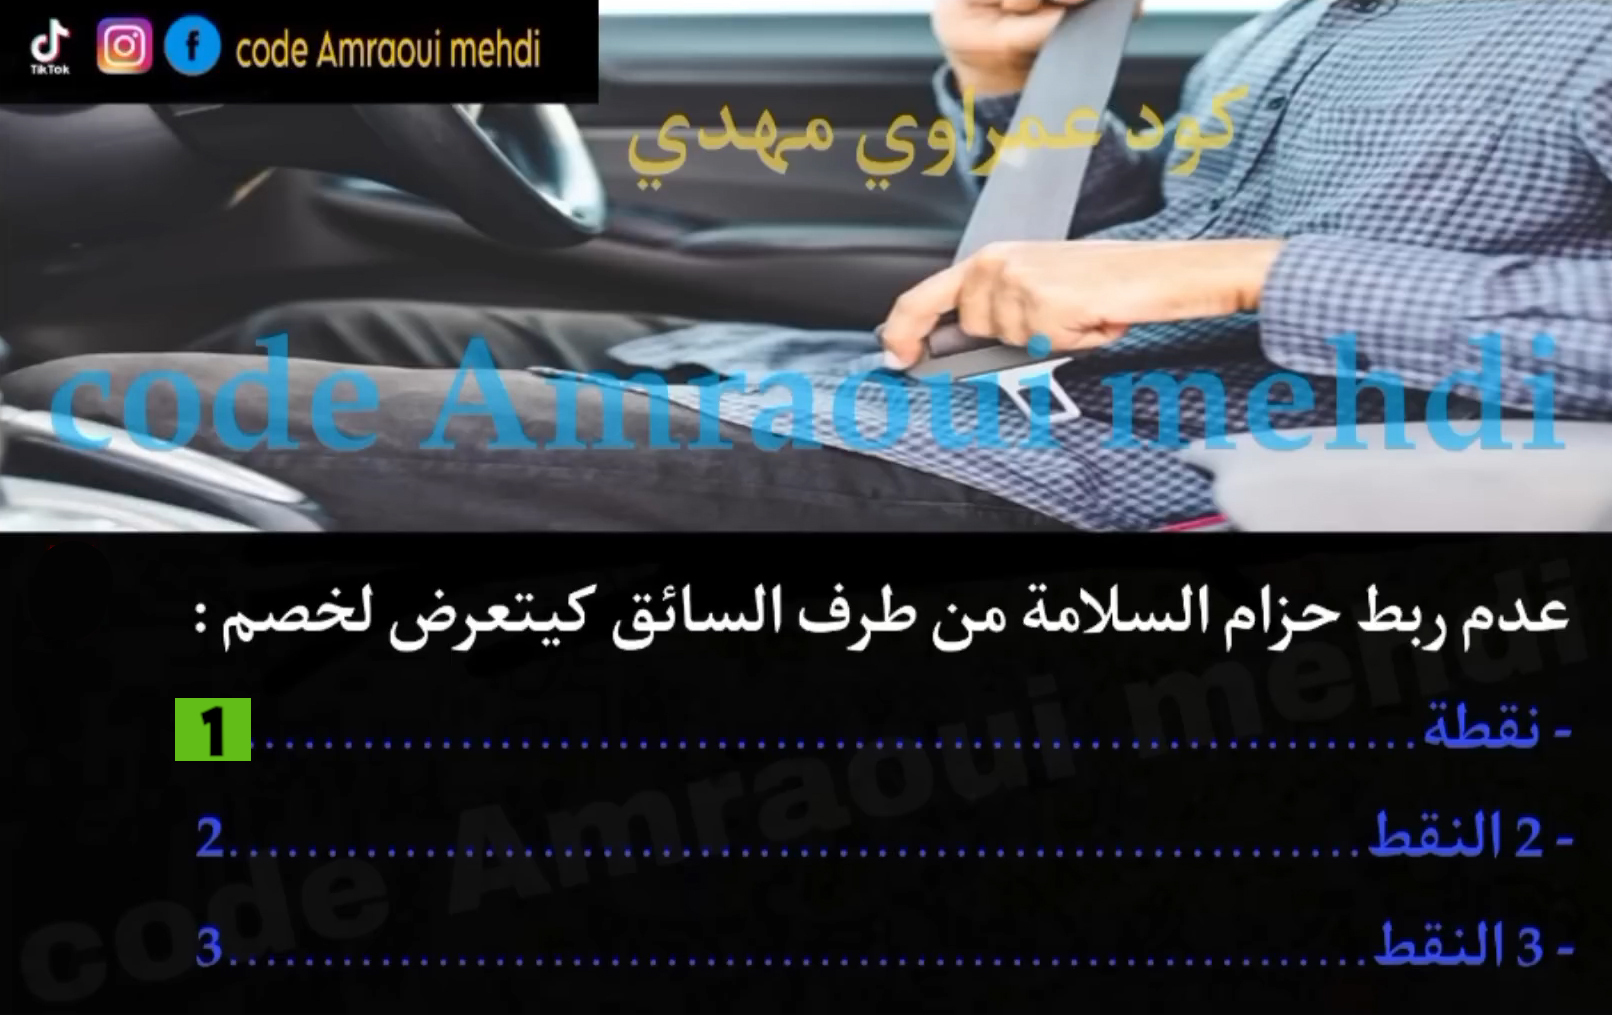 TikTok
code Amraoui mehdi
كود عمراوي مهدي
code Amraoui mehdi
عدم ربط حزام السلامة من طرف السائق كيتعرض لخصم :
- نقطة.......................................................1
- 2 النقط.......................................................2
- 3 النقط.......................................................3
code Amraoui mehdi